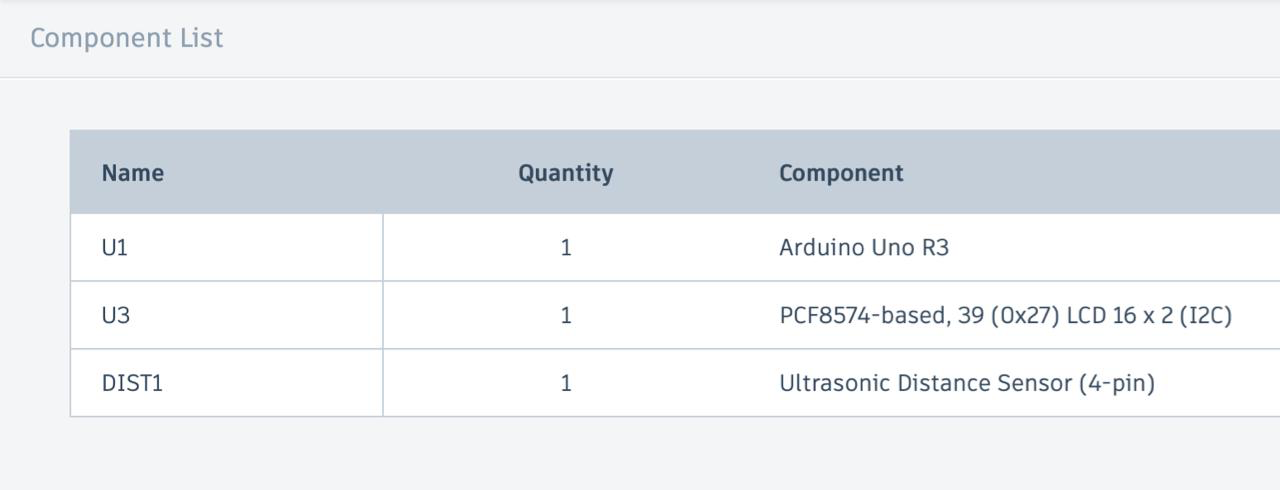 Component List
Name Quantity Component
U1 1 Arduino Uno R3
U3 1 PCF8574-based, 39 (0x27) LCD 16 x 2 (I2C)
DIST1 1 Ultrasonic Distance Sensor (4-pin)